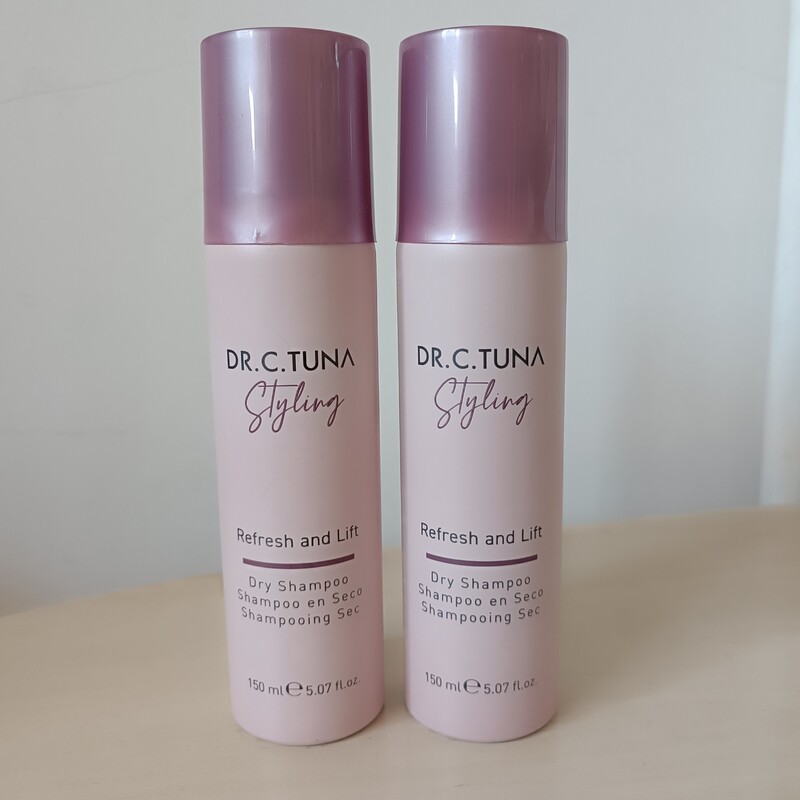 DR.C.TUNA
Styling
Refresh and Lift
Dry Shampoo
Shampoo en Seco
Shampooing Sec
150 ml ℮ 5.07 fl.oz.
DR.C.TUNA
Styling
Refresh and Lift
Dry Shampoo
Shampoo en Seco
Shampooing Sec
150 ml ℮ 5.07 fl.oz.